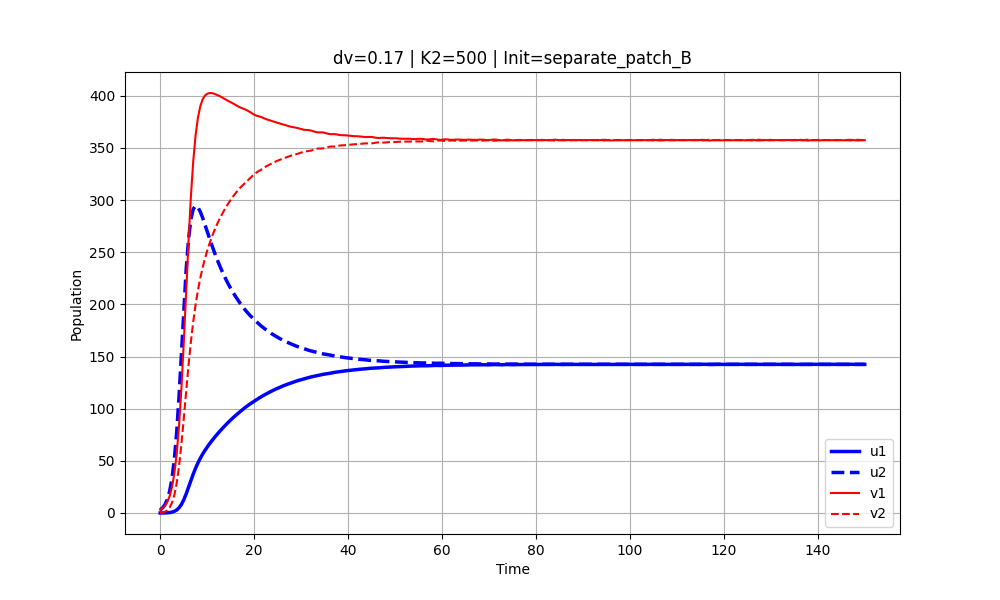 dv=0.17 | K2=500 | Init=separate_patch_B
400
350
300
250
200
150
100
50
0
Population
0 20 40 60 80 100 120 140
Time
u1
u2
v1
v2